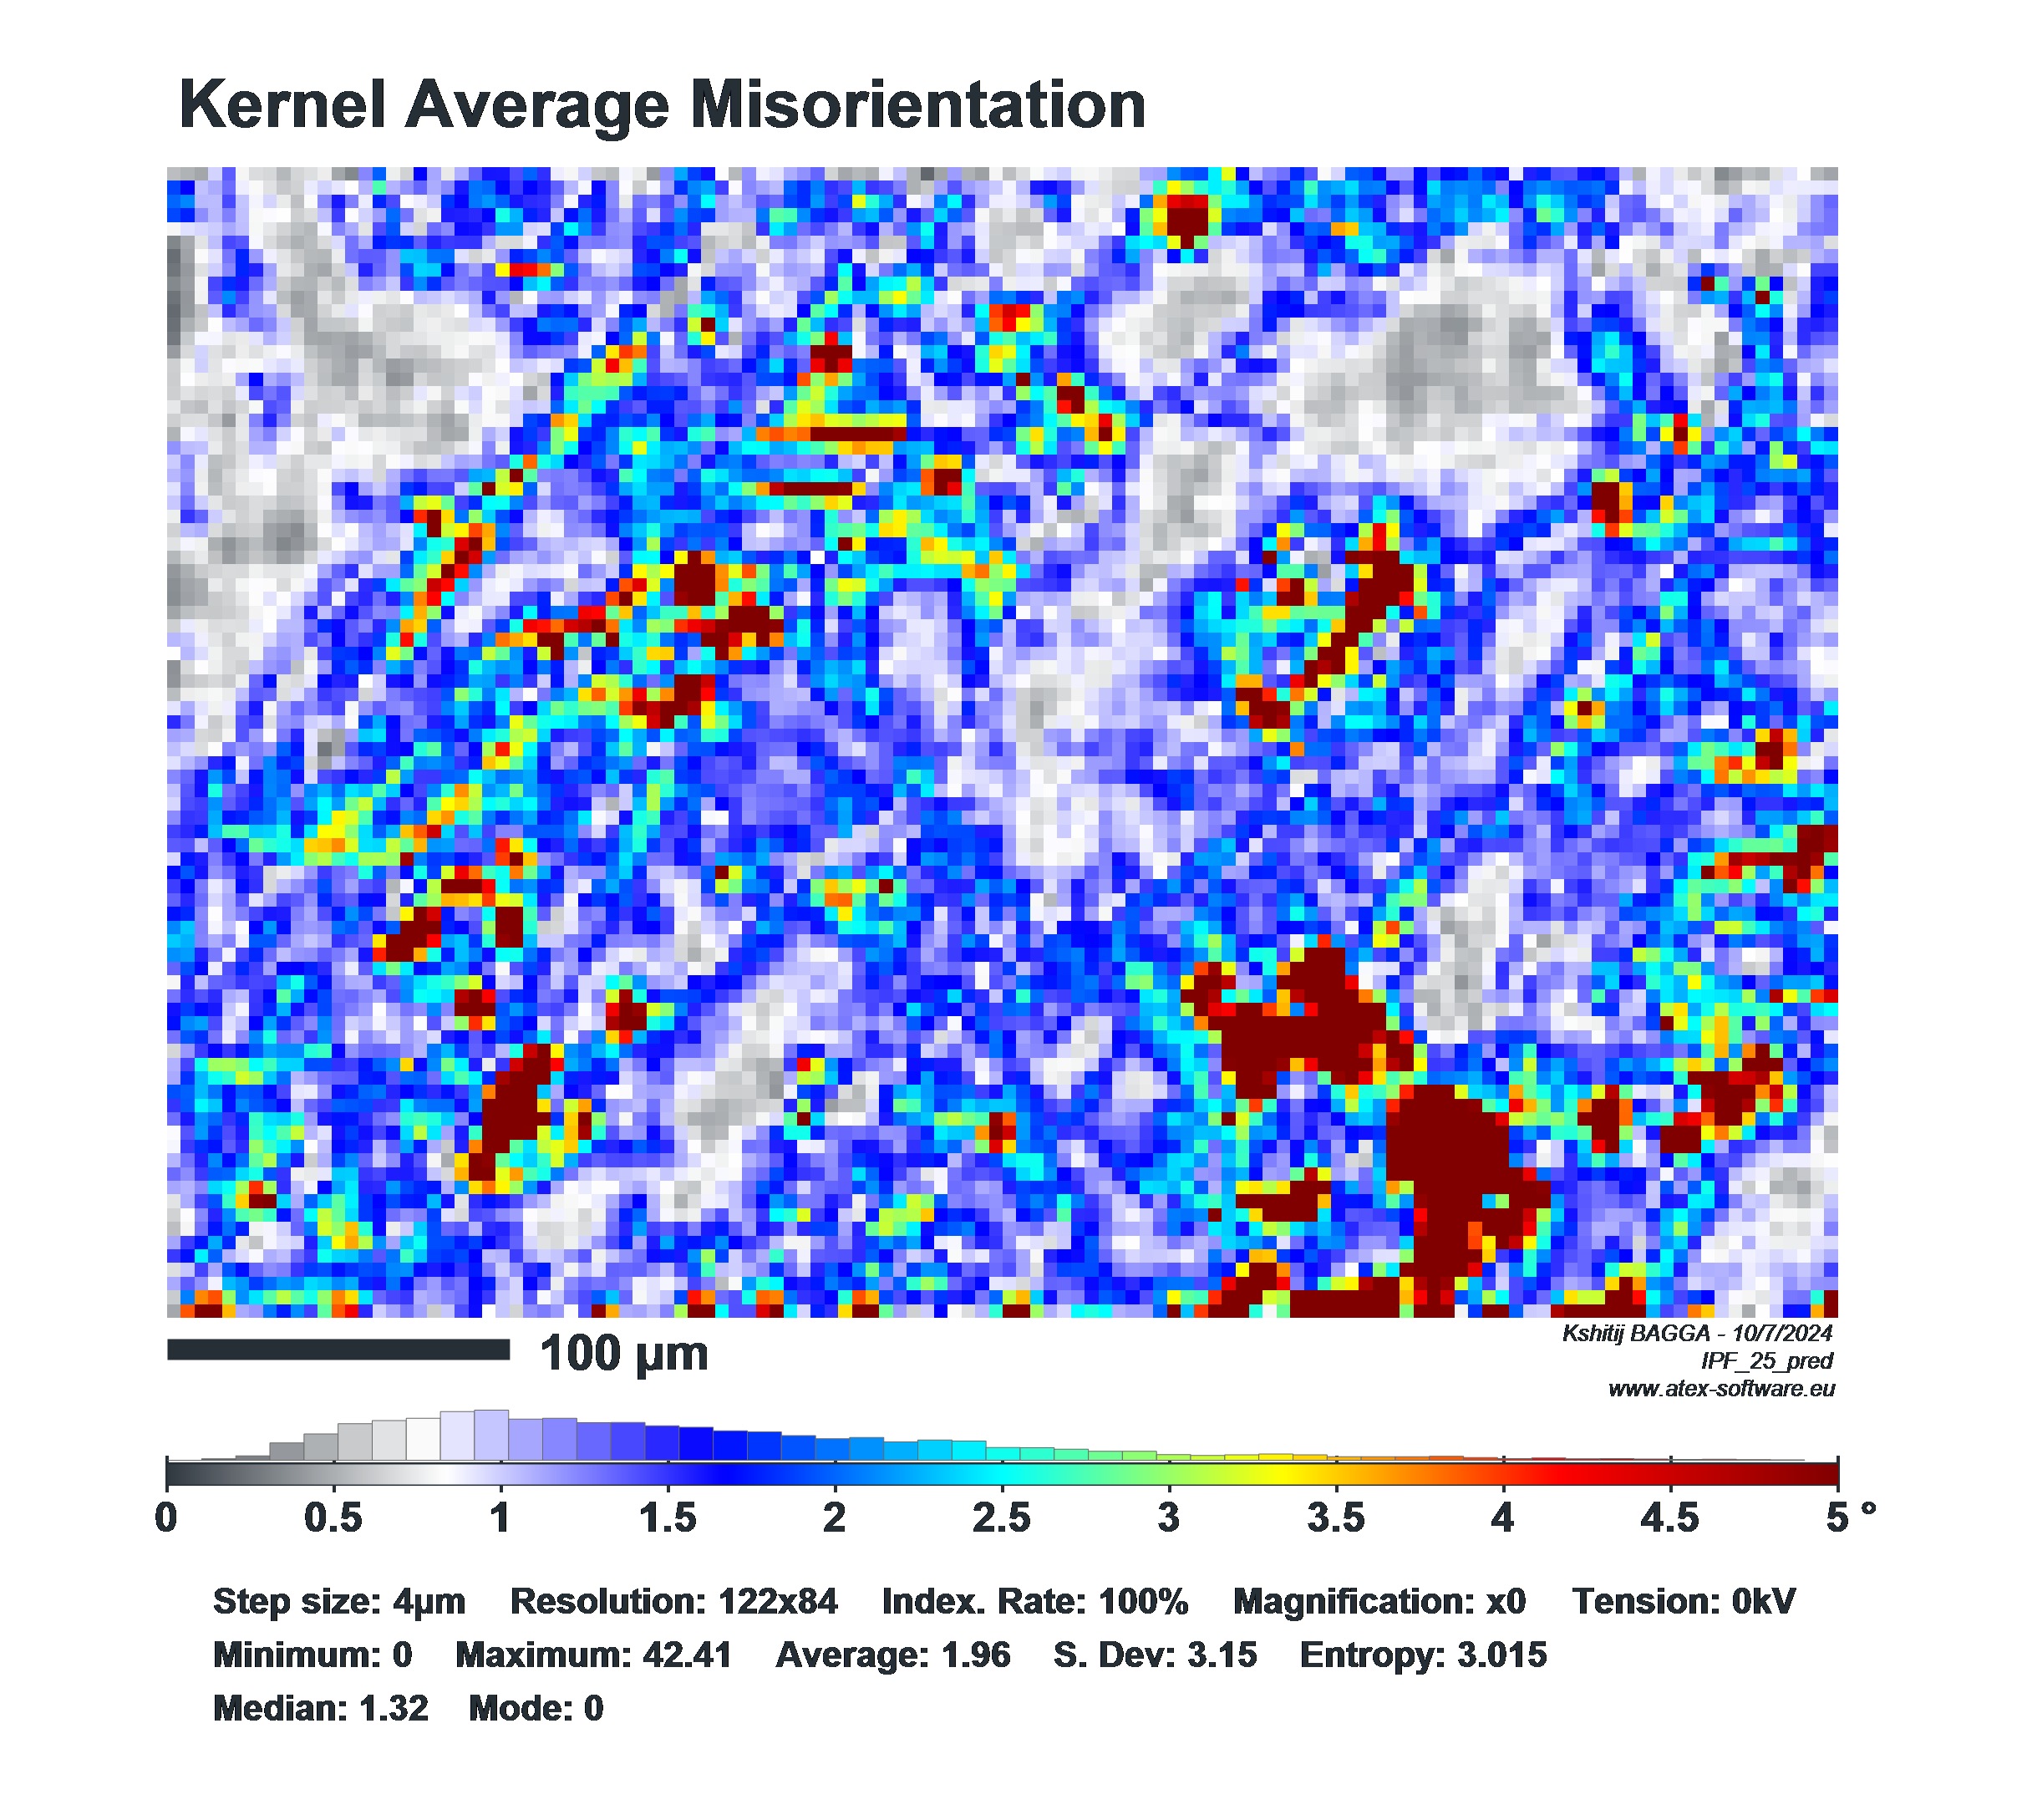 Kernel Average Misorientation
100 µm
Kshitij BAGGA - 10/7/2024
IPF_25_pred
www.atex-software.eu
0 0.5 1 1.5 2 2.5 3 3.5 4 4.5 5 °
Step size: 4µm Resolution: 122x84 Index. Rate: 100% Magnification: x0 Tension: 0kV
Minimum: 0 Maximum: 42.41 Average: 1.96 S. Dev: 3.15 Entropy: 3.015
Median: 1.32 Mode: 0